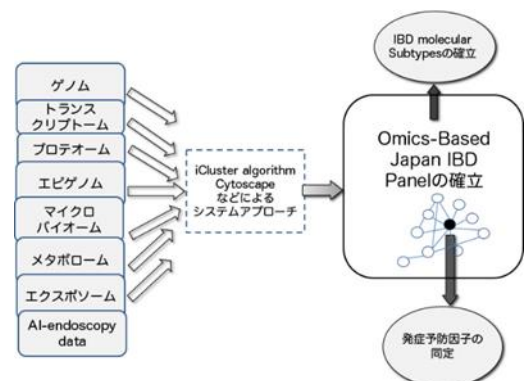 ゲノム
トランス
クリプトーム
プロテオーム
エピゲノム
マイクロ
バイオーム
メタボローム
エクスポソーム
AI-endoscopy
data
iCluster algorithm
Cytoscape
などによる
システムアプローチ
IBD molecular
Subtypesの確立
Omics-Based
Japan IBD
Panelの確立
発症予防因子の
同定